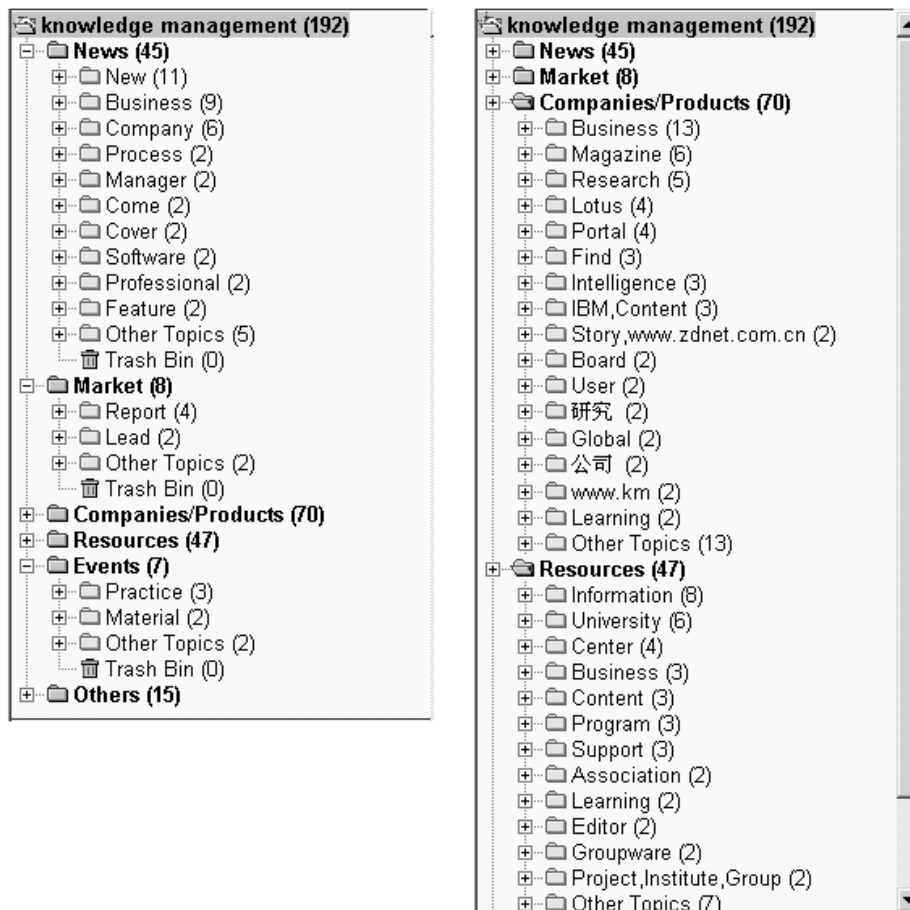 knowledge management (192)
News (45)
New (11)
Business (9)
Company (6)
Process (2)
Manager (2)
Come (2)
Cover (2)
Software (2)
Professional (2)
Feature (2)
Other Topics (5)
Trash Bin (0)
Market (8)
Report (4)
Lead (2)
Other Topics (2)
Trash Bin (0)
Companies/Products (70)
Resources (47)
Events (7)
Practice (3)
Material (2)
Other Topics (2)
Trash Bin (0)
Others (15)
knowledge management (192)
News (45)
Market (8)
Companies/Products (70)
Business (13)
Magazine (6)
Research (5)
Lotus (4)
Portal (4)
Find (3)
Intelligence (3)
IBM,Content (3)
Story,www.zdnet.com.cn (2)
Board (2)
User (2)
研究 (2)
Global (2)
公司 (2)
www.km (2)
Learning (2)
Other Topics (13)
Resources (47)
Information (8)
University (6)
Center (4)
Business (3)
Content (3)
Program (3)
Support (3)
Association (2)
Learning (2)
Editor (2)
Groupware (2)
Project,Institute,Group (2)
Other Topics (7)